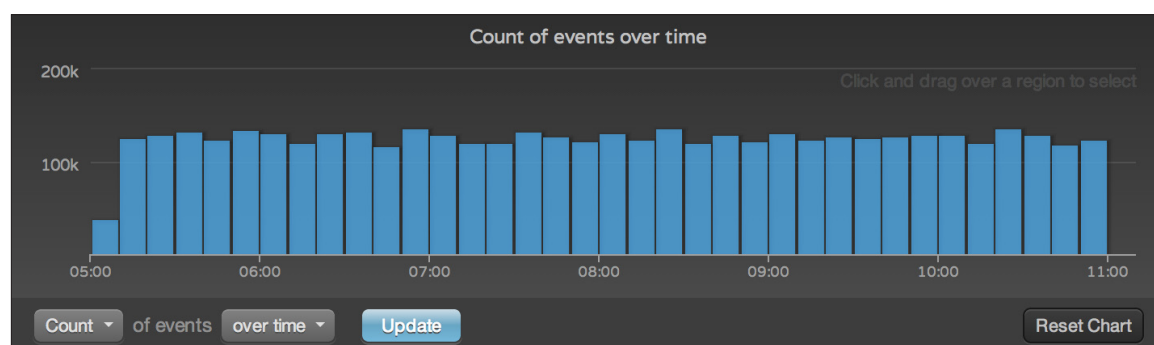 Count of events over time
200k
Click and drag over a region to select
100k
05:00 06:00 07:00 08:00 09:00 10:00 11:00
Count of events over time Update Reset Chart